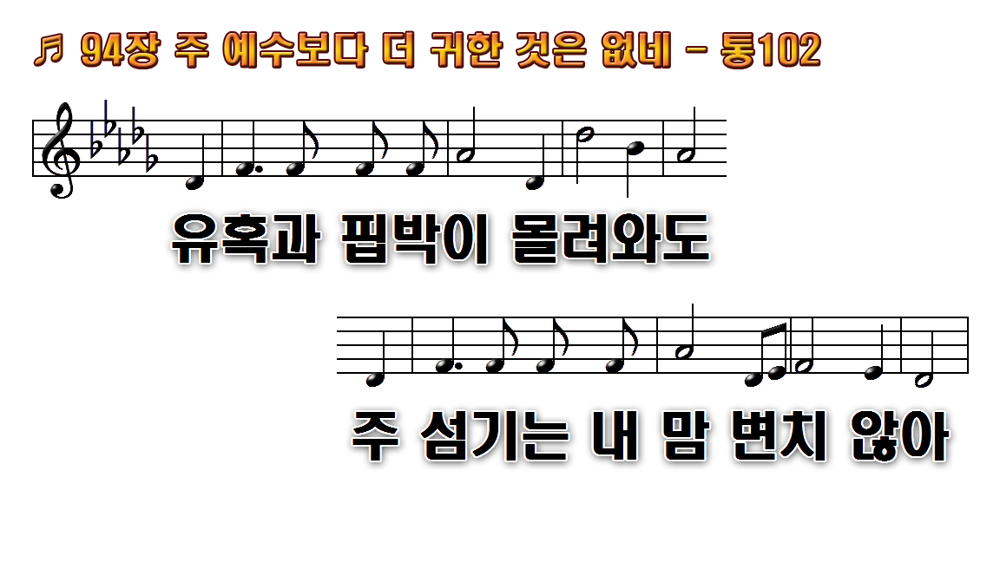 ♬ 94장 주 예수보다 더 귀한 것은 없네 - 통102
유혹과 핍박이 몰려와도
주 섬기는 내 맘 변치 않아